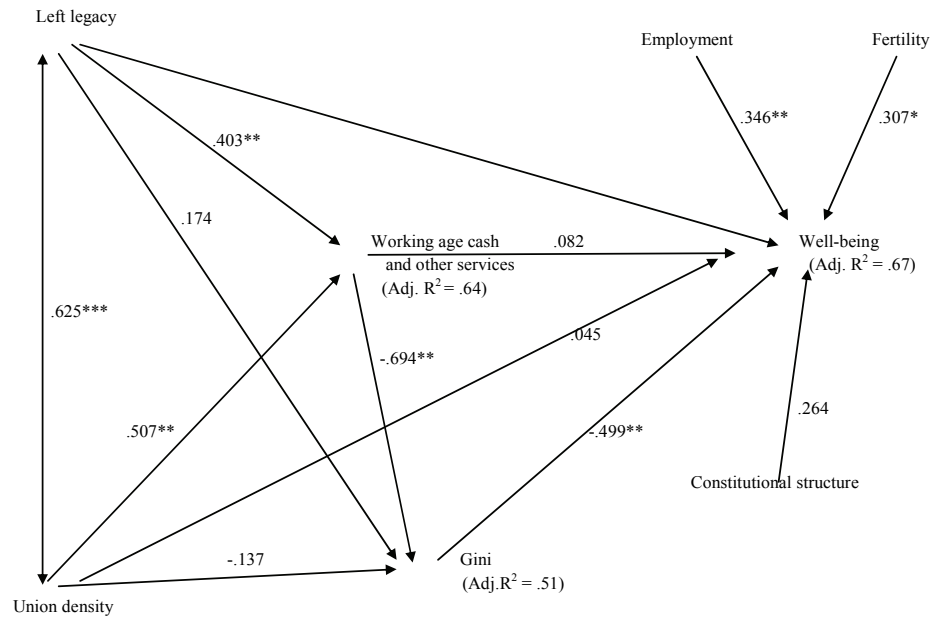 Left legacy
Employment
Fertility
.346**
.307*
.403**
.174
Working age cash
and other services
(Adj. R2 = .64)
.082
Well-being
(Adj. R2 = .67)
.625***
.045
-.694**
.507**
-.499**
.264
Constitutional structure
-.137
Gini
(Adj.R2 = .51)
Union density